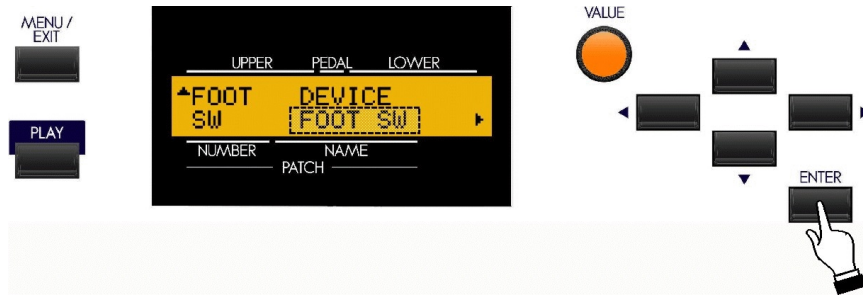 MENU /
EXIT
PLAY
UPPER PEDAL LOWER
FOOT DEVICE
SW FOOT SW
NUMBER NAME
PATCH
VALUE
ENTER